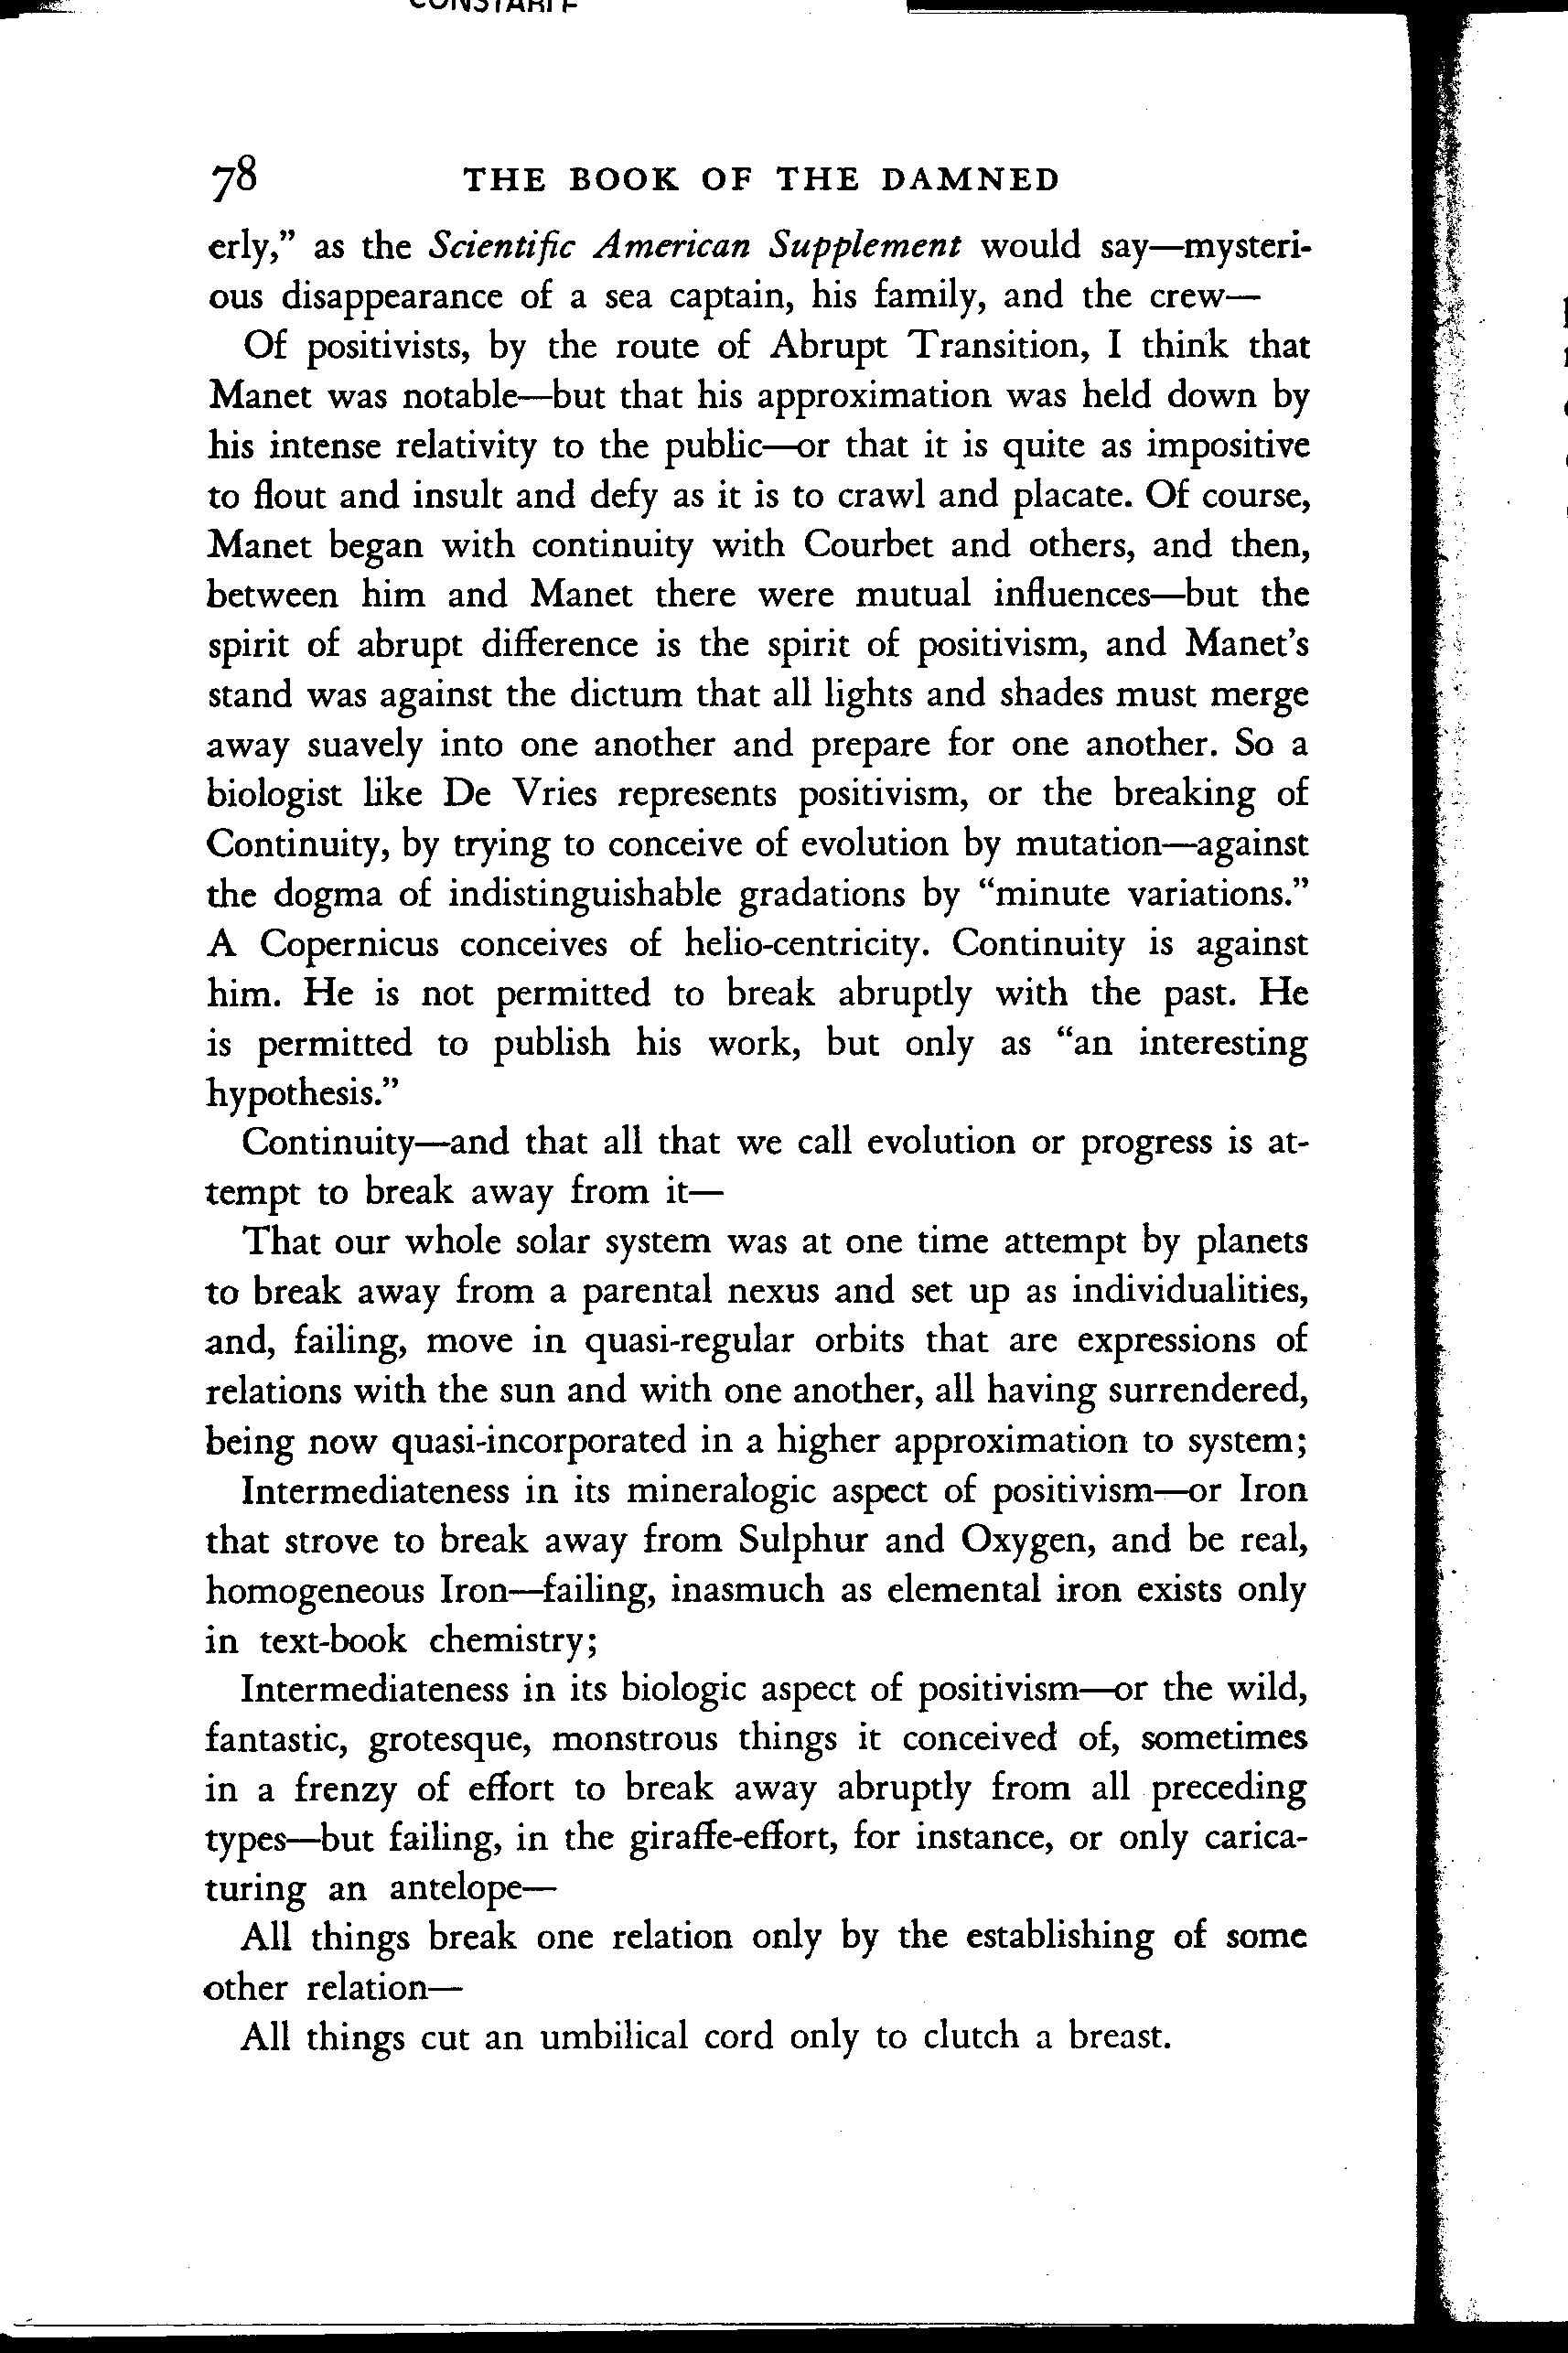 78 THE BOOK OF THE DAMNED
erly,” as the Scientific American Supplement would say—mysteri-
ous disappearance of a sea captain, his family, and the crew—
Of positivists, by the route of Abrupt Transition, I think that
Manet was notable—but that his approximation was held down by
his intense relativity to the public—or that it is quite as impositive
to flout and insult and defy as it is to crawl and placate. Of course,
Manet began with continuity with Courbet and others, and then,
between him and Manet there were mutual influences—but the
spirit of abrupt difference is the spirit of positivism, and Manet’s
stand was against the dictum that all lights and shades must merge
away suavely into one another and prepare for one another. So a
biologist like De Vries represents positivism, or the breaking of
Continuity, by trying to conceive of evolution by mutation—against
the dogma of indistinguishable gradations by “minute variations.”
A Copernicus conceives of helio-centricity. Continuity is against
him. He is not permitted to break abruptly with the past. He
is permitted to publish his work, but only as “an interesting
hypothesis.”
Continuity—and that all that we call evolution or progress is at-
tempt to break away from it—
That our whole solar system was at one time attempt by planets
to break away from a parental nexus and set up as individualities,
and, failing, move in quasi-regular orbits that are expressions of
relations with the sun and with one another, all having surrendered,
being now quasi-incorporated in a higher approximation to system;
Intermediateness in its mineralogic aspect of positivism—or Iron
that strove to break away from Sulphur and Oxygen, and be real,
homogeneous Iron—failing, inasmuch as elemental iron exists only
in text-book chemistry;
Intermediateness in its biologic aspect of positivism—or the wild,
fantastic, grotesque, monstrous things it conceived of, sometimes
in a frenzy of effort to break away abruptly from all preceding
types—but failing, in the giraffe-effort, for instance, or only carica-
turing an antelope—
All things break one relation only by the establishing of some
other relation—
All things cut an umbilical cord only to clutch a breast.